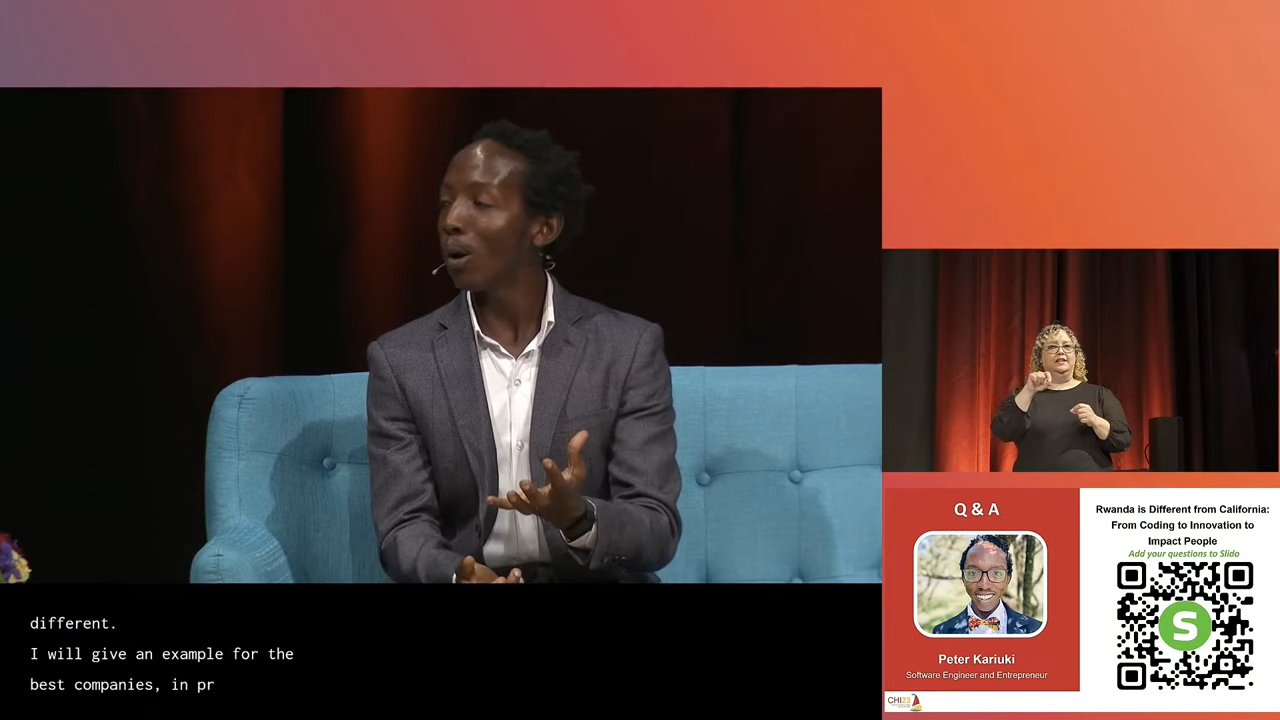 different.
I will give an example for the
best companies, in pr
Q & A
Peter Kariuki
Software Engineer and Entrepreneur
CHI23
Rwanda is Different from California:
From Coding to Innovation to
Impact People
Add your questions to Slido
S